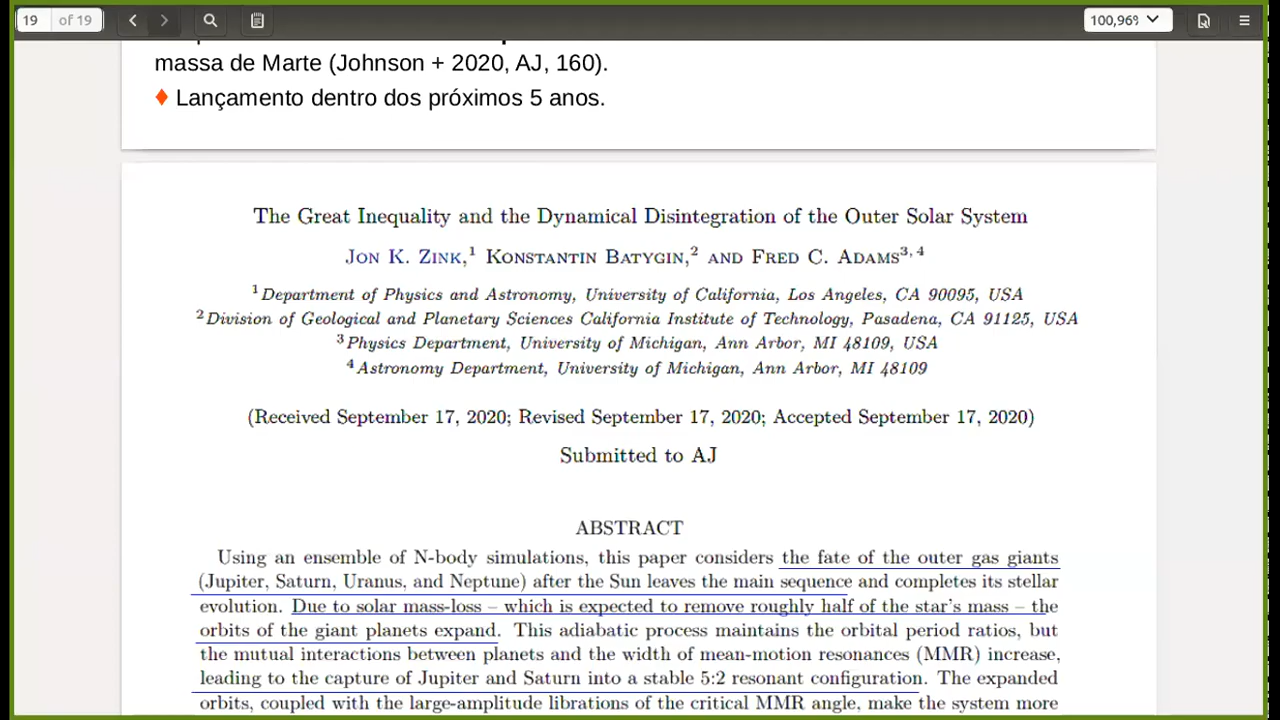 19 of 19 100,96%
massa de Marte (Johnson + 2020, AJ, 160).
♦ Lançamento dentro dos próximos 5 anos.
The Great Inequality and the Dynamical Disintegration of the Outer Solar System
Jon K. Zink,1 Konstantin Batygin,2 and Fred C. Adams3, 4
1Department of Physics and Astronomy, University of California, Los Angeles, CA 90095, USA
2Division of Geological and Planetary Sciences California Institute of Technology, Pasadena, CA 91125, USA
3Physics Department, University of Michigan, Ann Arbor, MI 48109, USA
4Astronomy Department, University of Michigan, Ann Arbor, MI 48109
(Received September 17, 2020; Revised September 17, 2020; Accepted September 17, 2020)
Submitted to AJ
ABSTRACT
Using an ensemble of N-body simulations, this paper considers the fate of the outer gas giants
(Jupiter, Saturn, Uranus, and Neptune) after the Sun leaves the main sequence and completes its stellar
evolution. Due to solar mass-loss – which is expected to remove roughly half of the star's mass – the
orbits of the giant planets expand. This adiabatic process maintains the orbital period ratios, but
the mutual interactions between planets and the width of mean-motion resonances (MMR) increase,
leading to the capture of Jupiter and Saturn into a stable 5:2 resonant configuration. The expanded
orbits, coupled with the large-amplitude librations of the critical MMR angle, make the system more